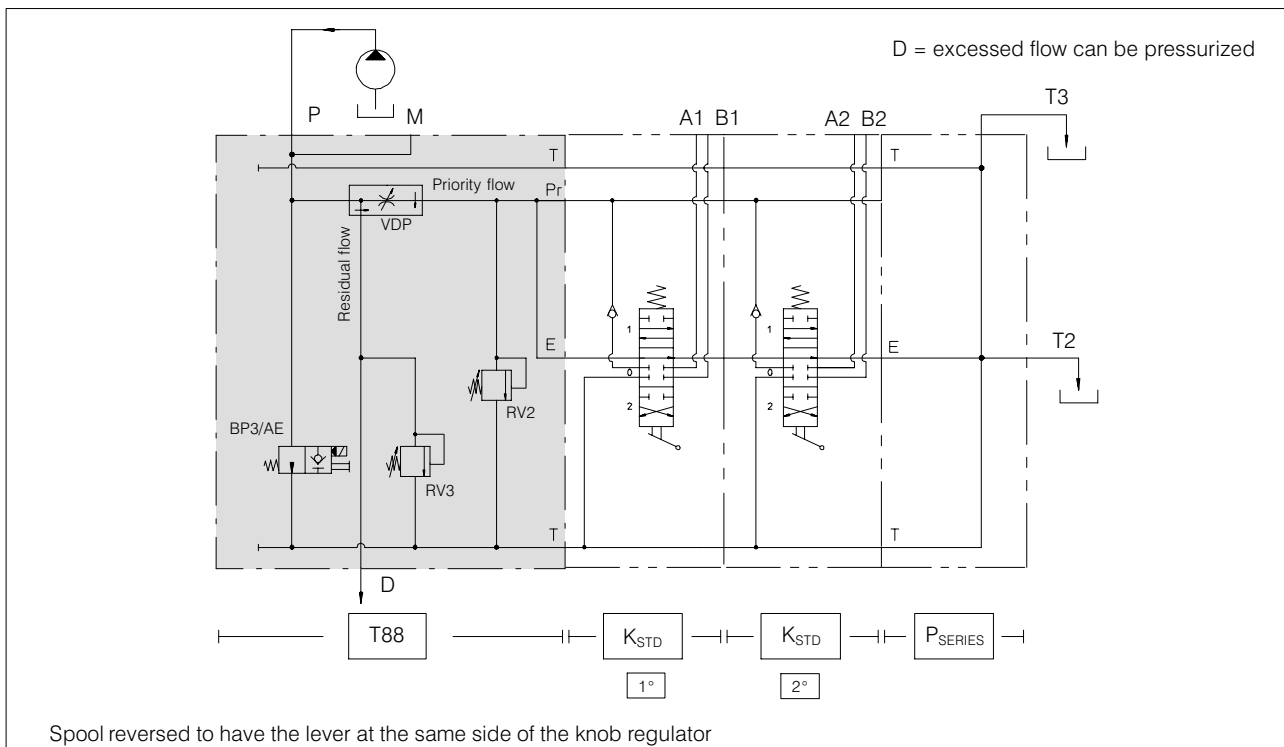 D = excessed flow can be pressurized
T3
P
M
A1 B1
A2 B2
T
T
Priority flow
Pr
VDP
Residual flow
1
1
T2
E
E
0
0
RV2
2
2
BP3/AE
RV3
T
T
D
T88
KSTD
KSTD
PSERIES
1°
2°
Spool reversed to have the lever at the same side of the knob regulator